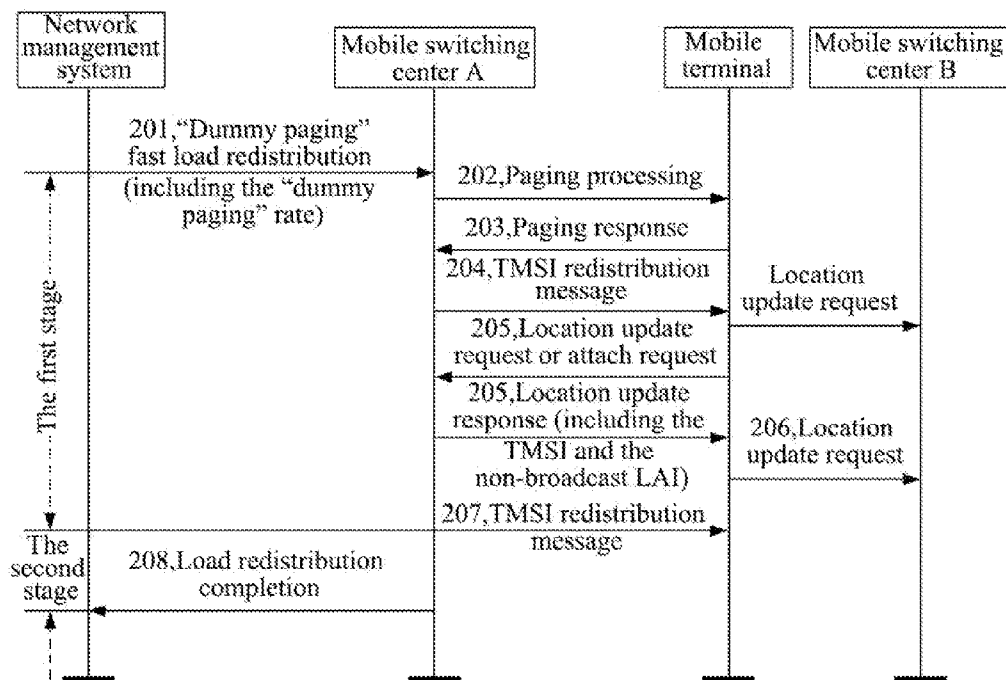 Network
management
system
Mobile switching
center A
Mobile
terminal
Mobile switching
center B
201,“Dummy paging”
fast load redistribution
(including the “dummy
paging” rate)
202,Paging processing
203,Paging response
204,TMSI redistribution
message
Location
update request
205,Location update
request or attach request
205,Location update
response (including the
TMSI and the
non-broadcast LAI)
206,Location
update request
207,TMSI redistribution
message
The first stage
The
second
stage
208,Load redistribution
completion